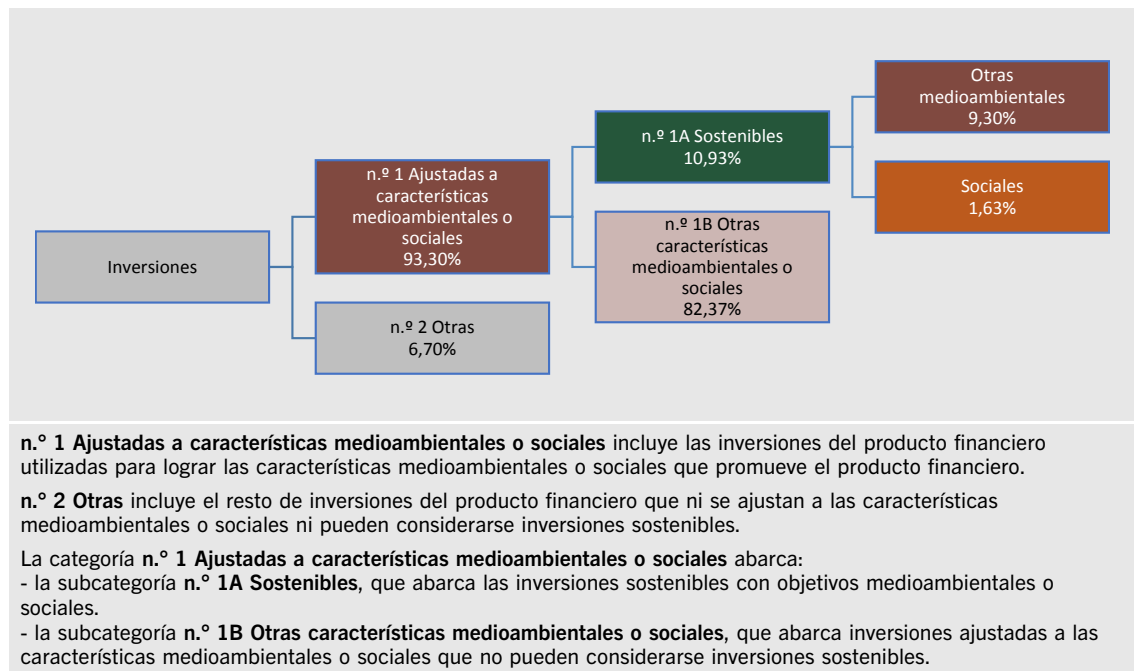 Otras
medioambientales
9,30%
n.º 1A Sostenibles
10,93%
n.º 1 Ajustadas a
características
medioambientales o
sociales
93,30%
Sociales
1,63%
n.º 1B Otras
características
medioambientales o
sociales
82,37%
Inversiones
n.º 2 Otras
6,70%
n.° 1 Ajustadas a características medioambientales o sociales incluye las inversiones del producto financiero
utilizadas para lograr las características medioambientales o sociales que promueve el producto financiero.
n.° 2 Otras incluye el resto de inversiones del producto financiero que ni se ajustan a las características
medioambientales o sociales ni pueden considerarse inversiones sostenibles.
La categoría n.° 1 Ajustadas a características medioambientales o sociales abarca:
- la subcategoría n.° 1A Sostenibles, que abarca las inversiones sostenibles con objetivos medioambientales o
sociales.
- la subcategoría n.° 1B Otras características medioambientales o sociales, que abarca inversiones ajustadas a las
características medioambientales o sociales que no pueden considerarse inversiones sostenibles.